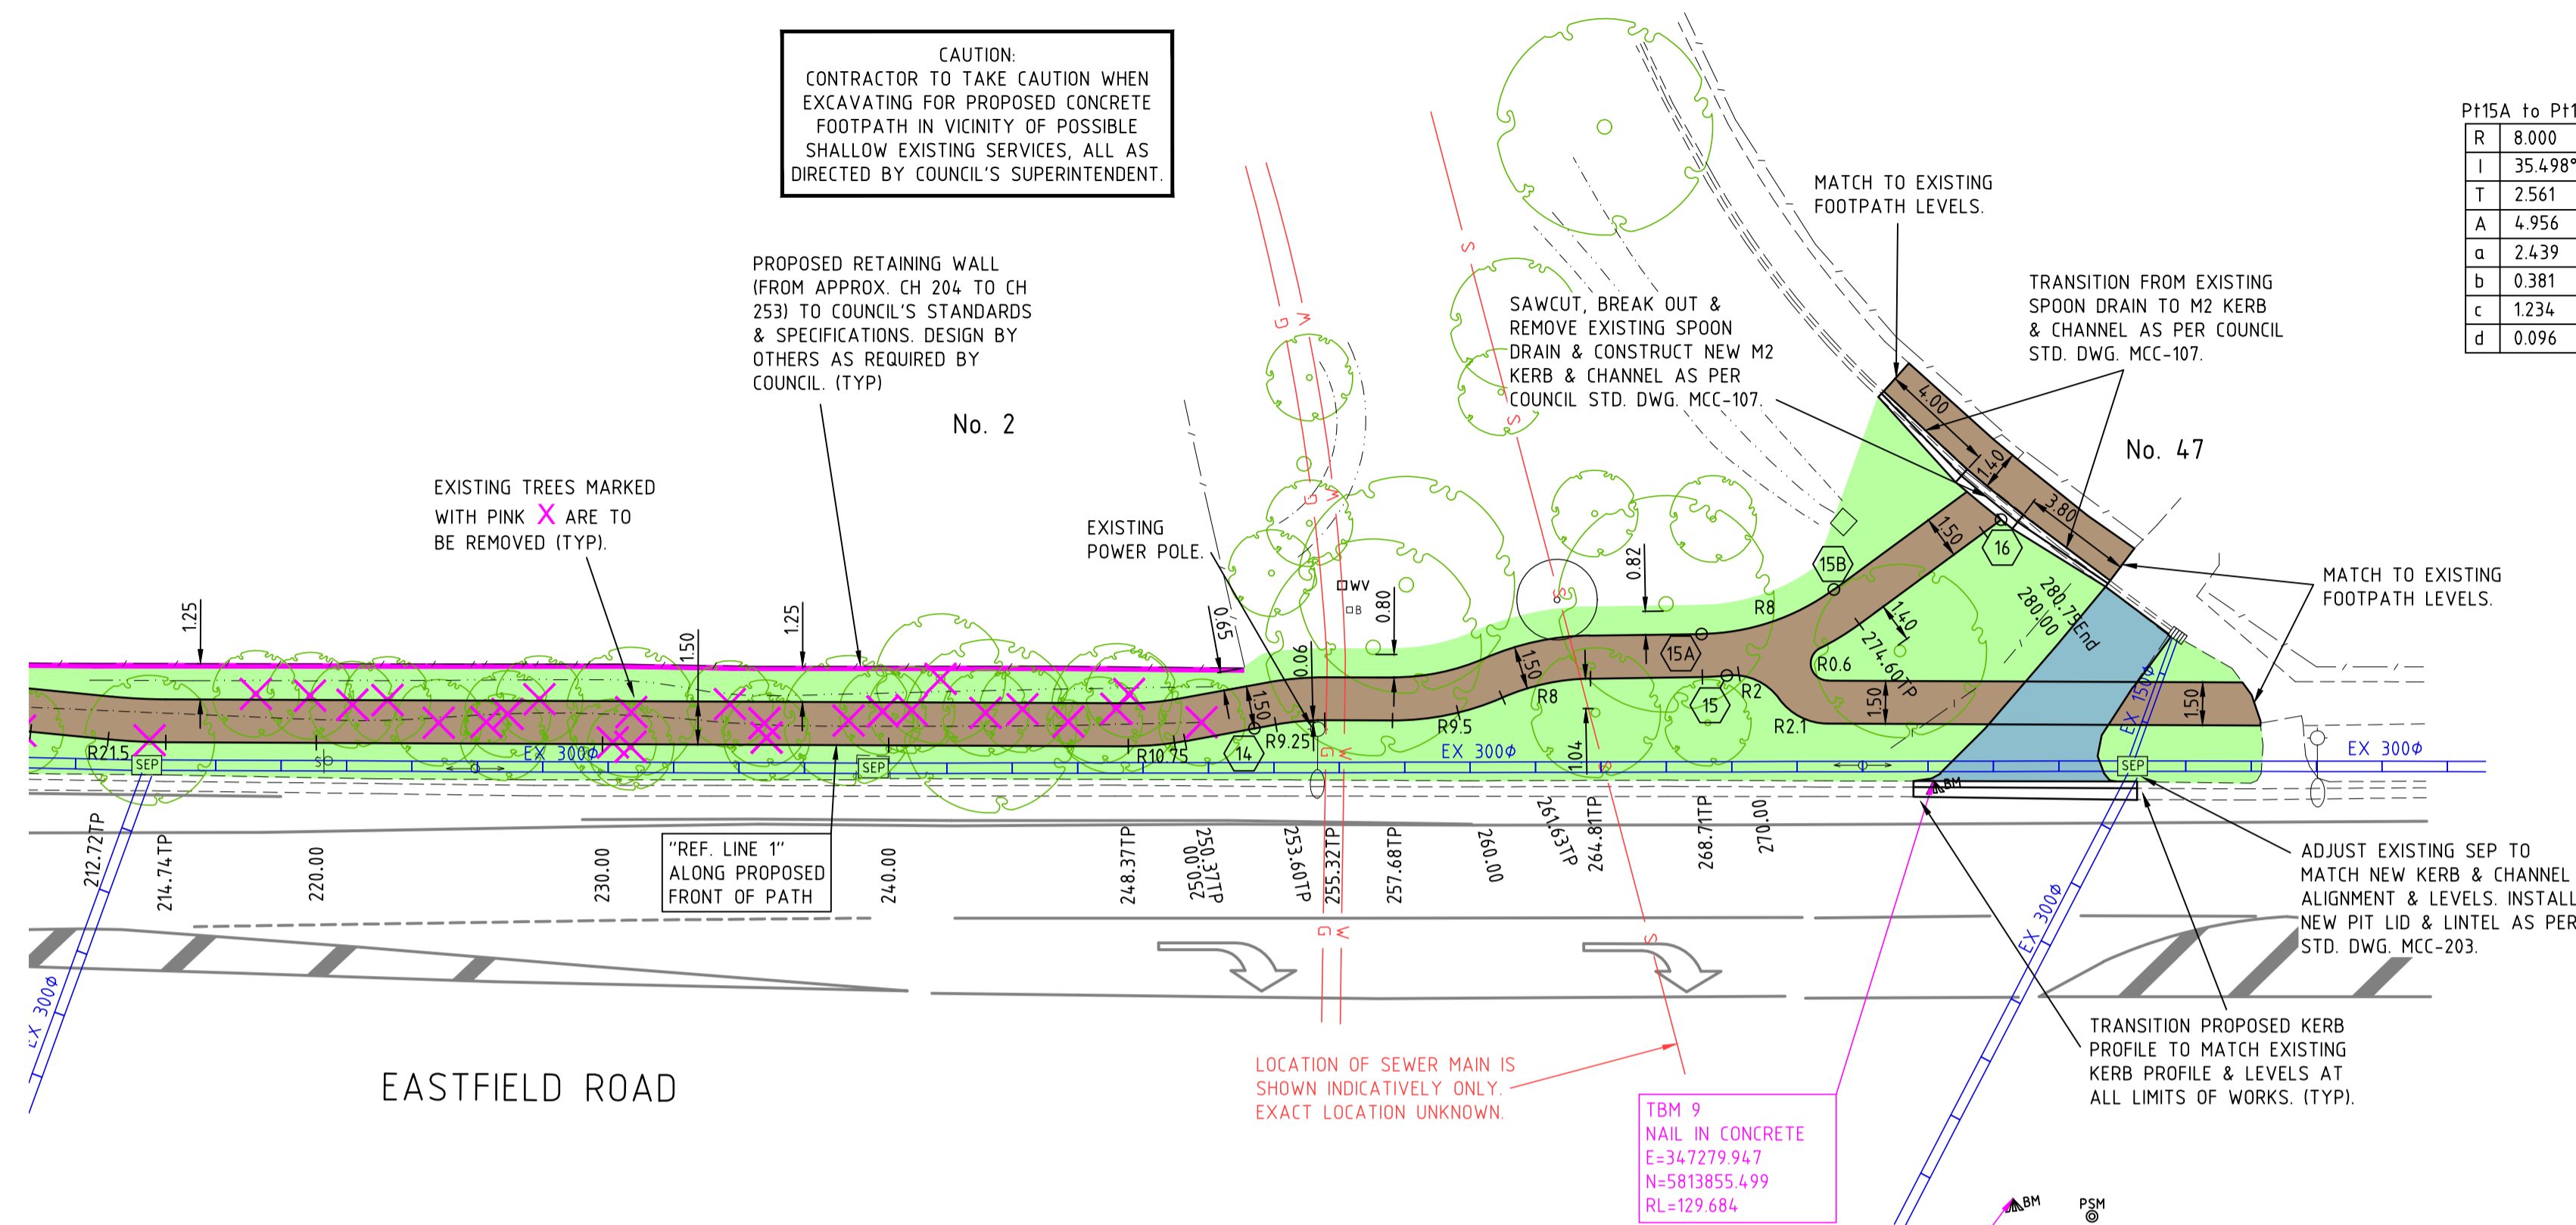 CAUTION:
CONTRACTOR TO TAKE CAUTION WHEN
EXCAVATING FOR PROPOSED CONCRETE
FOOTPATH IN VICINITY OF POSSIBLE
SHALLOW EXISTING SERVICES, ALL AS
DIRECTED BY COUNCIL'S SUPERINTENDENT.
Pt15A to
R 8.000
I 35.498°
T 2.561
A 4.956
a 2.439
b 0.381
c 1.234
d 0.096
MATCH TO EXISTING
FOOTPATH LEVELS.
PROPOSED RETAINING WALL
(FROM APPROX. CH 204 TO CH
253) TO COUNCIL'S STANDARDS
& SPECIFICATIONS. DESIGN BY
OTHERS AS REQUIRED BY
COUNCIL. (TYP)
TRANSITION FROM EXISTING
SPOON DRAIN TO M2 KERB
& CHANNEL AS PER COUNCIL
STD. DWG. MCC-107.
SAWCUT, BREAK OUT &
REMOVE EXISTING SPOON
DRAIN & CONSTRUCT NEW M2
KERB & CHANNEL AS PER
COUNCIL STD. DWG. MCC-107.
No. 2
No. 47
EXISTING TREES MARKED
WITH PINK X ARE TO
BE REMOVED (TYP).
EXISTING
POWER POLE.
MATCH TO EXISTING
FOOTPATH LEVELS.
W
G
S
S
W
G
S
S
S
W
G
W
G
S
WV
B
4.00
1.40
3.80
1.50
16
15B
0.82
R8
1.40
280.75End
280.00
274.60TP
1.25
1.50
1.25
0.65
0.06
0.80
1.50
1.50
R8
15A
R0.6
R2
15
R2.1
1.50
1.50
R21.5
SEP
SO
EX 300Φ
SEP
R10.75
14
R9.25
R9.5
EX 300Φ
1.04
EX 150Φ
SEP
EX 300Φ
BM
212.72TP
214.74TP
220.00
230.00
"REF. LINE 1"
ALONG PROPOSED
FRONT OF PATH
240.00
248.37TP
250.00
250.37TP
253.60TP
255.32TP
257.68TP
260.00
261.63TP
264.81TP
268.71TP
270.00
ADJUST EXISTING SEP TO
MATCH NEW KERB & CHANNEL
ALIGNMENT & LEVELS. INSTALL
NEW PIT LID & LINTEL AS PER
STD. DWG. MCC-203.
EX 300Φ
EX 300Φ
EASTFIELD ROAD
LOCATION OF SEWER MAIN IS
SHOWN INDICATIVELY ONLY.
EXACT LOCATION UNKNOWN.
TRANSITION PROPOSED KERB
PROFILE TO MATCH EXISTING
KERB PROFILE & LEVELS AT
ALL LIMITS OF WORKS. (TYP).
TBM 9
NAIL IN CONCRETE
E=347279.947
N=5813855.499
RL=129.684
BM
PSM